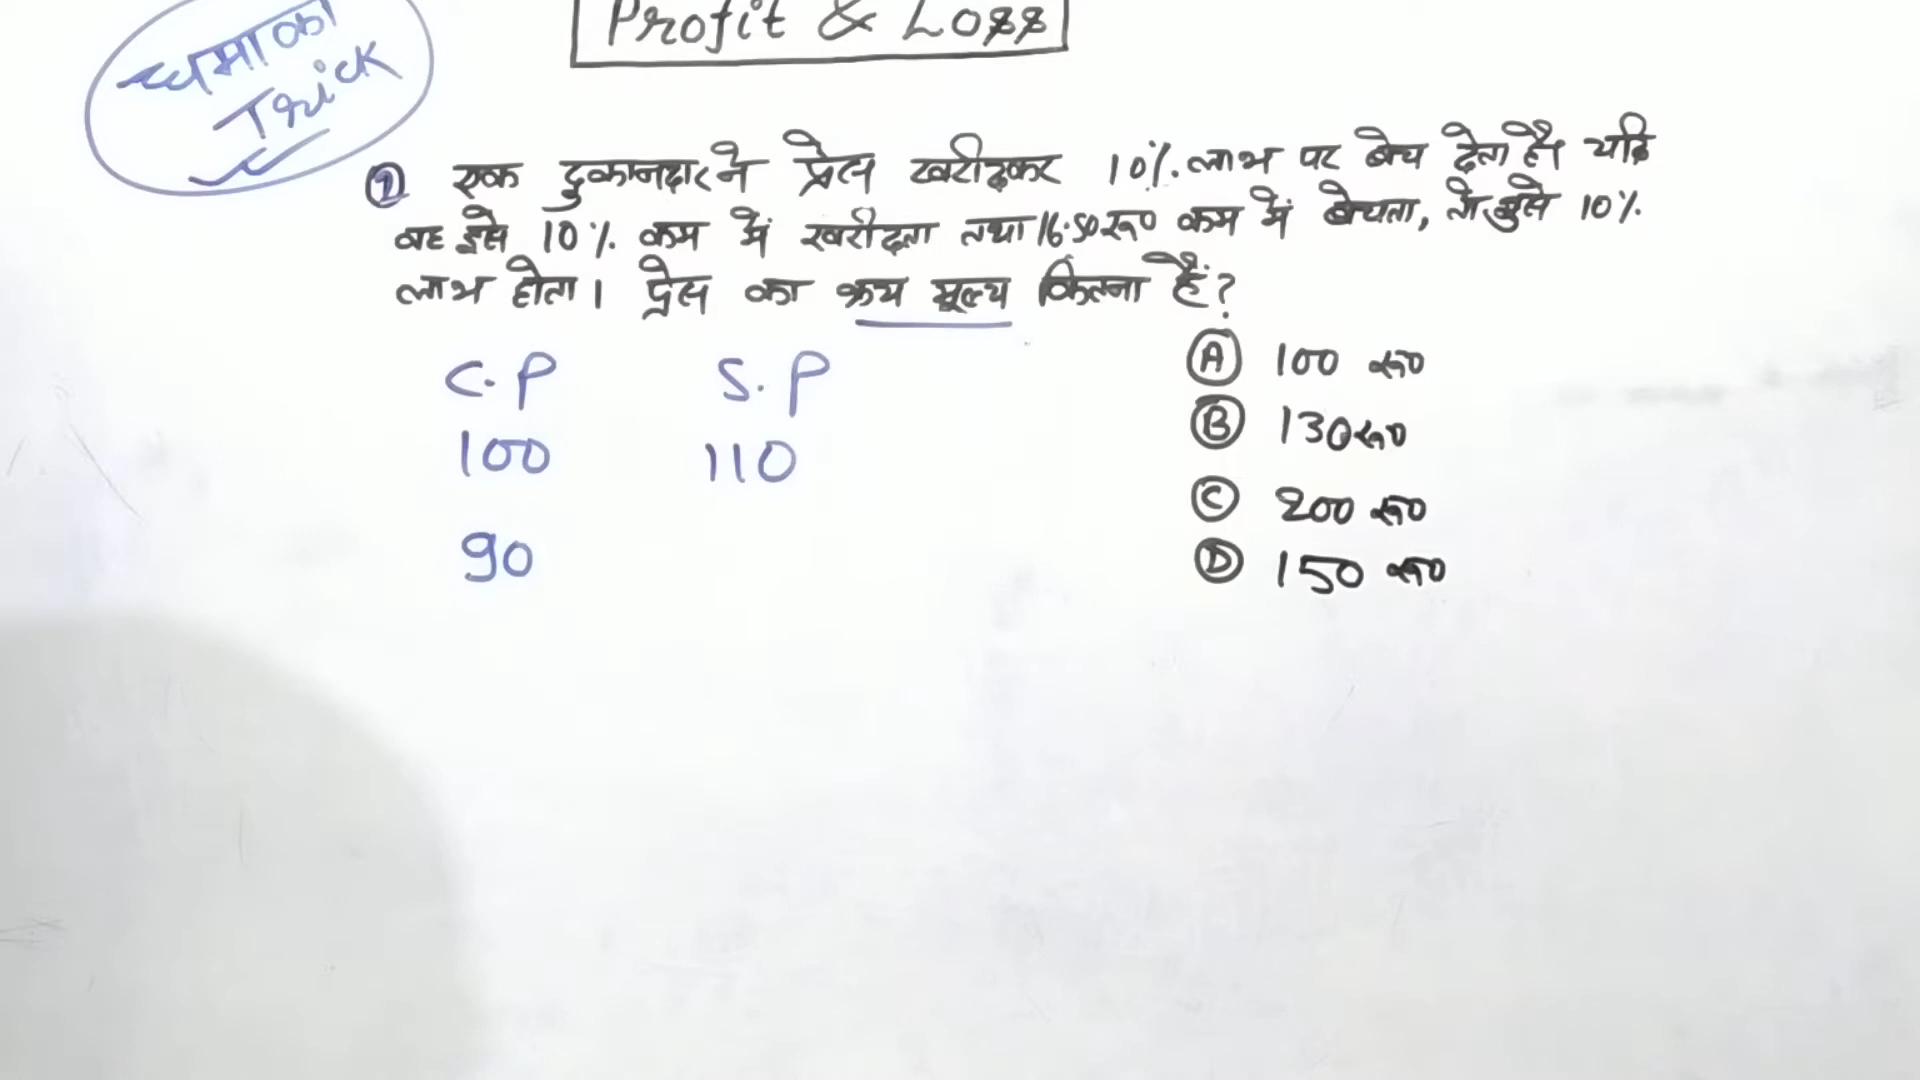 Profit & Loss
धमाका
Trick
① एक दुकानदार ने प्रेस खरीदकर 10% लाभ पर बेच देता है। यदि
वह इसे 10% कम में खरीदता तथा 16.50 रू० कम में बेचता, तो उसे 10%
लाभ होता। प्रेस का क्रय मूल्य कितना है?
C.P S.P
100 110
90
Ⓐ 100 रू०
Ⓑ 130 रू०
Ⓒ 200 रू०
Ⓓ 150 रू०